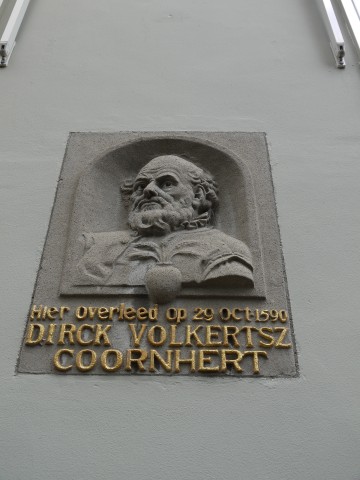 Hier overleed op 29 oct·1590
DIRCK VOLKERTSZ
COORNHERT